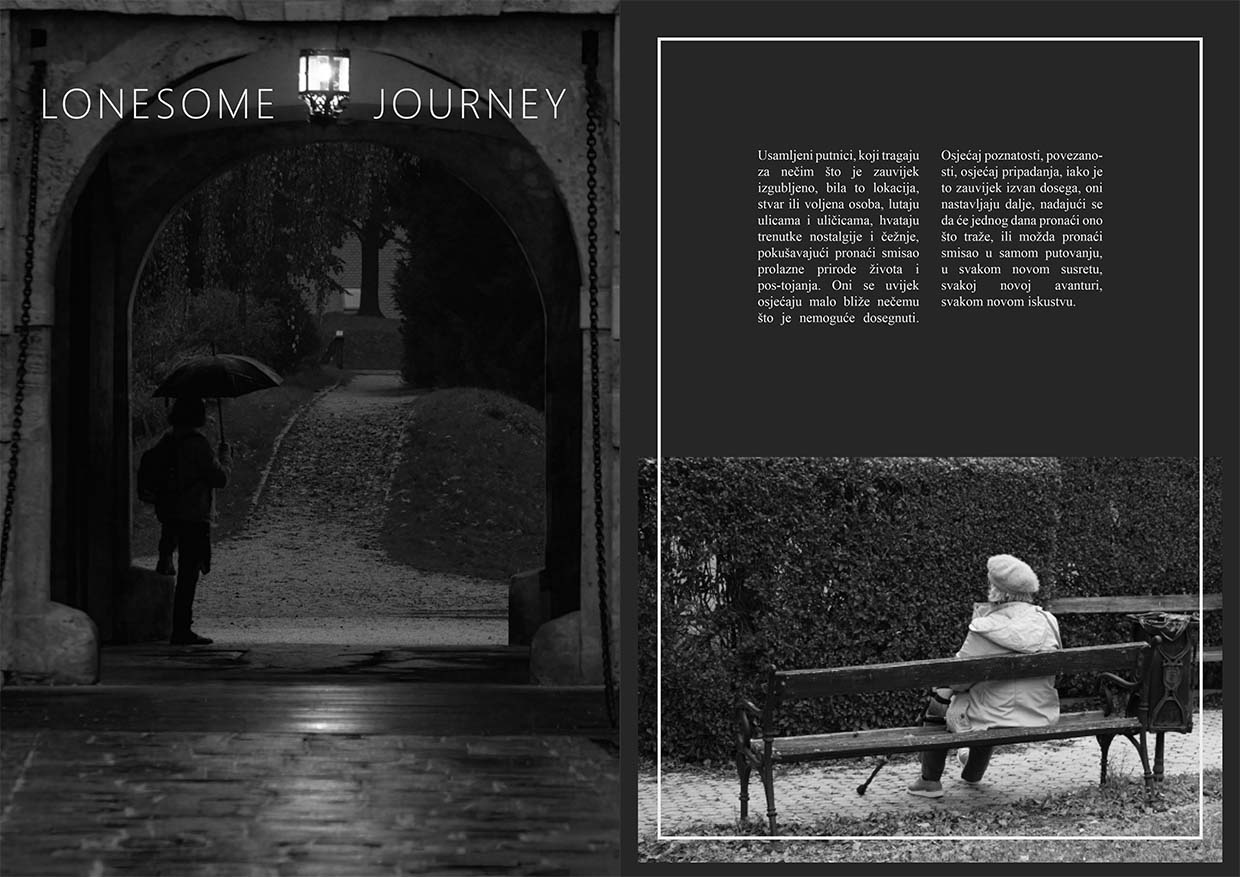 LONESOME JOURNEY
Usamljeni putnici, koji tragaju
za nečim što je zauvijek
izgubljeno, bila to lokacija,
stvar ili voljena osoba, lutaju
ulicama i uličicama, hvataju
trenutke nostalgije i čežnje,
pokušavajući pronaći smisao
prolazne prirode života i
pos-tojanja. Oni se uvijek
osjećaju malo bliže nečemu
što je nemoguće dosegnuti.
Osjećaj poznatosti, povezano-
sti, osjećaj pripadanja, iako je
to zauvijek izvan dosega, oni
nastavljaju dalje, nadajući se
da će jednog dana pronaći ono
što traže, ili možda pronaći
smisao u samom putovanju,
u svakom novom susretu,
svakoj novoj avanturi,
svakom novom iskustvu.